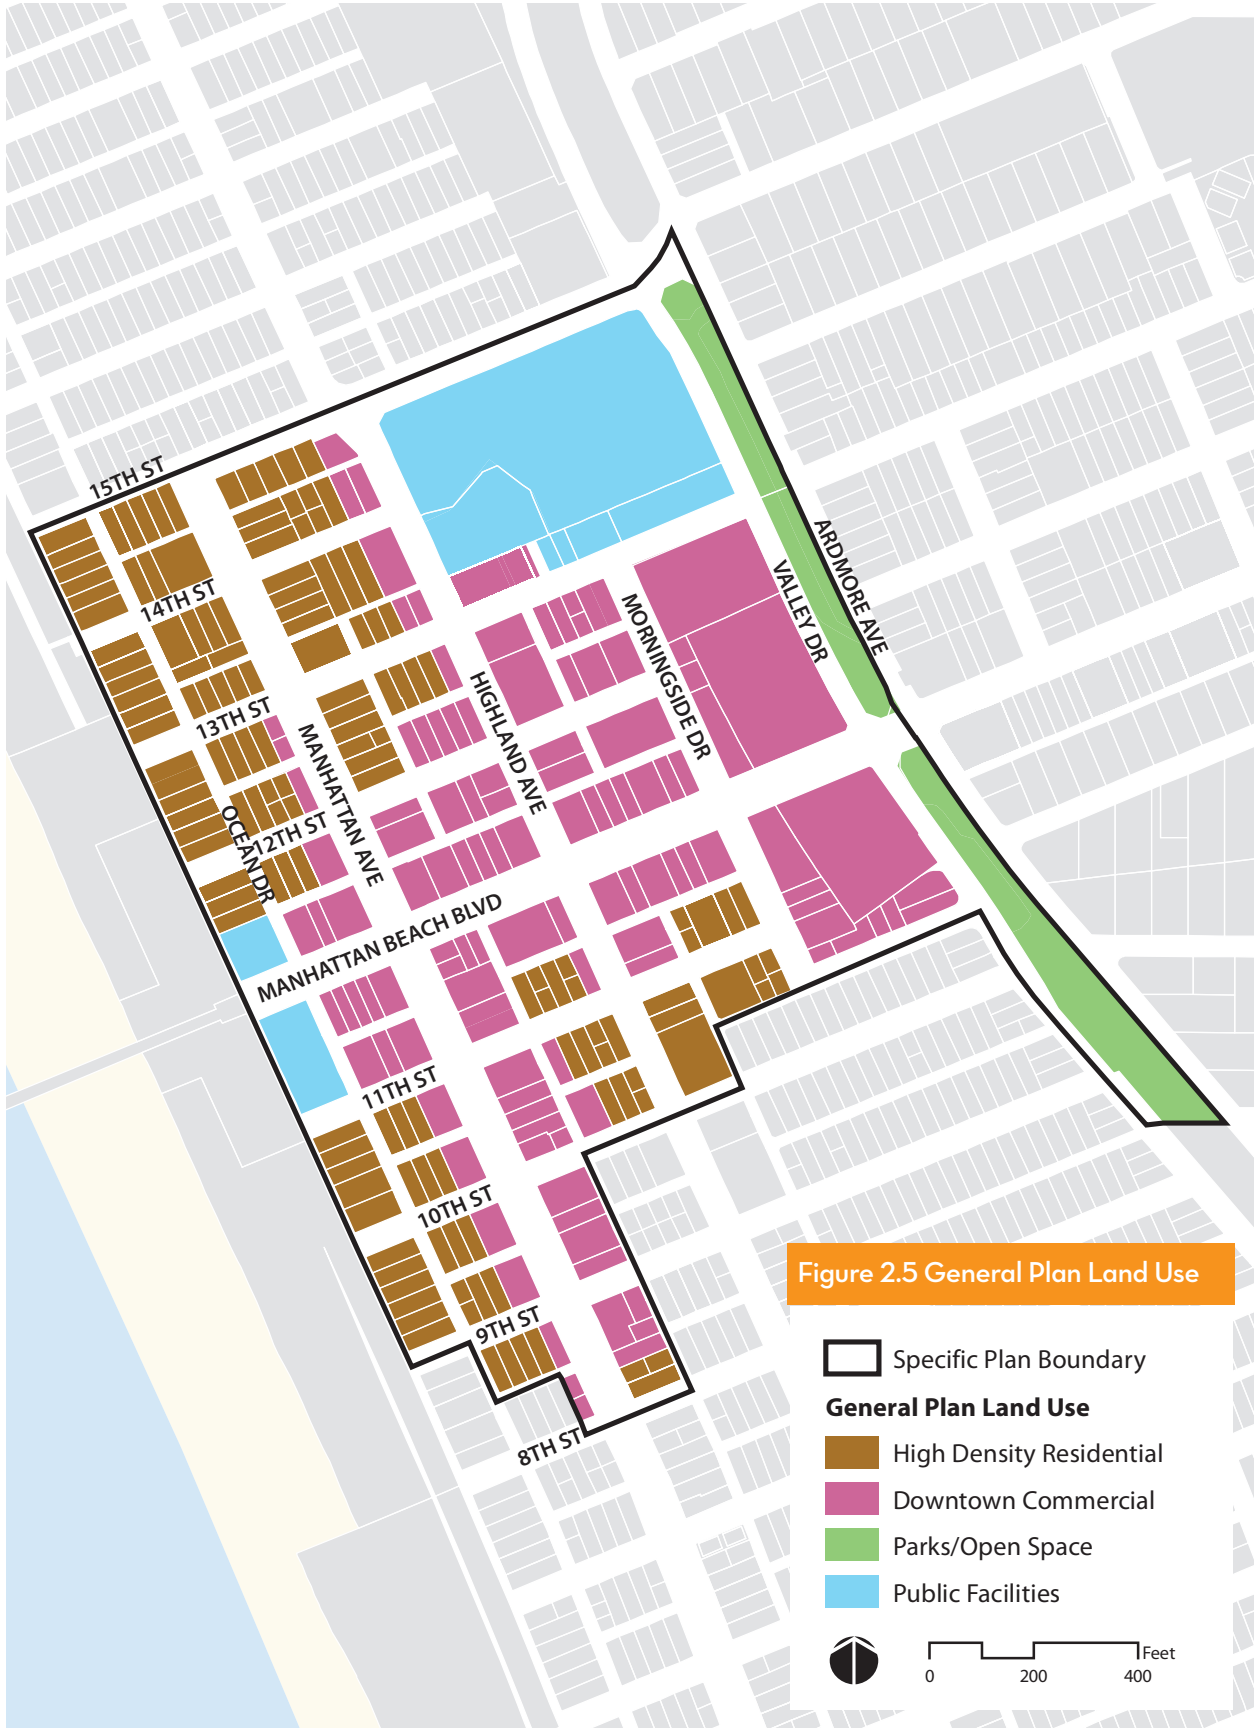 15TH ST
14TH ST
13TH ST
12TH ST
OCEAN DR
MANHATTAN AVE
HIGHLAND AVE
MORNINGSIDE DR
VALLEY DR
ARDMORE AVE
MANHATTAN BEACH BLVD
11TH ST
10TH ST
9TH ST
8TH ST
Figure 2.5 General Plan Land Use
Specific Plan Boundary
General Plan Land Use
High Density Residential
Downtown Commercial
Parks/Open Space
Public Facilities
Feet
0 200 400